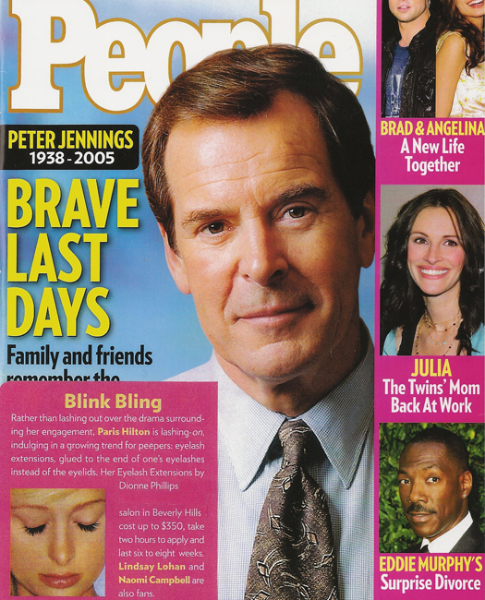 People
PETER JENNINGS
1938-2005
BRAVE
LAST
DAYS
Family and friends
remember the
Blink Bling
Rather than lashing out over the drama surround-
ing her engagement, Paris Hilton is lashing-on,
indulging in a growing trend for peepers: eyelash
extensions, glued to the end of one's eyelashes
instead of the eyelids. Her Eyelash Extensions by
Dionne Phillips
salon in Beverly Hills
cost up to $350, take
two hours to apply and
last six to eight weeks.
Lindsay Lohan and
Naomi Campbell are
also fans.
BRAD & ANGELINA
A New Life
Together
JULIA
The Twins' Mom
Back At Work
EDDIE MURPHY'S
Surprise Divorce